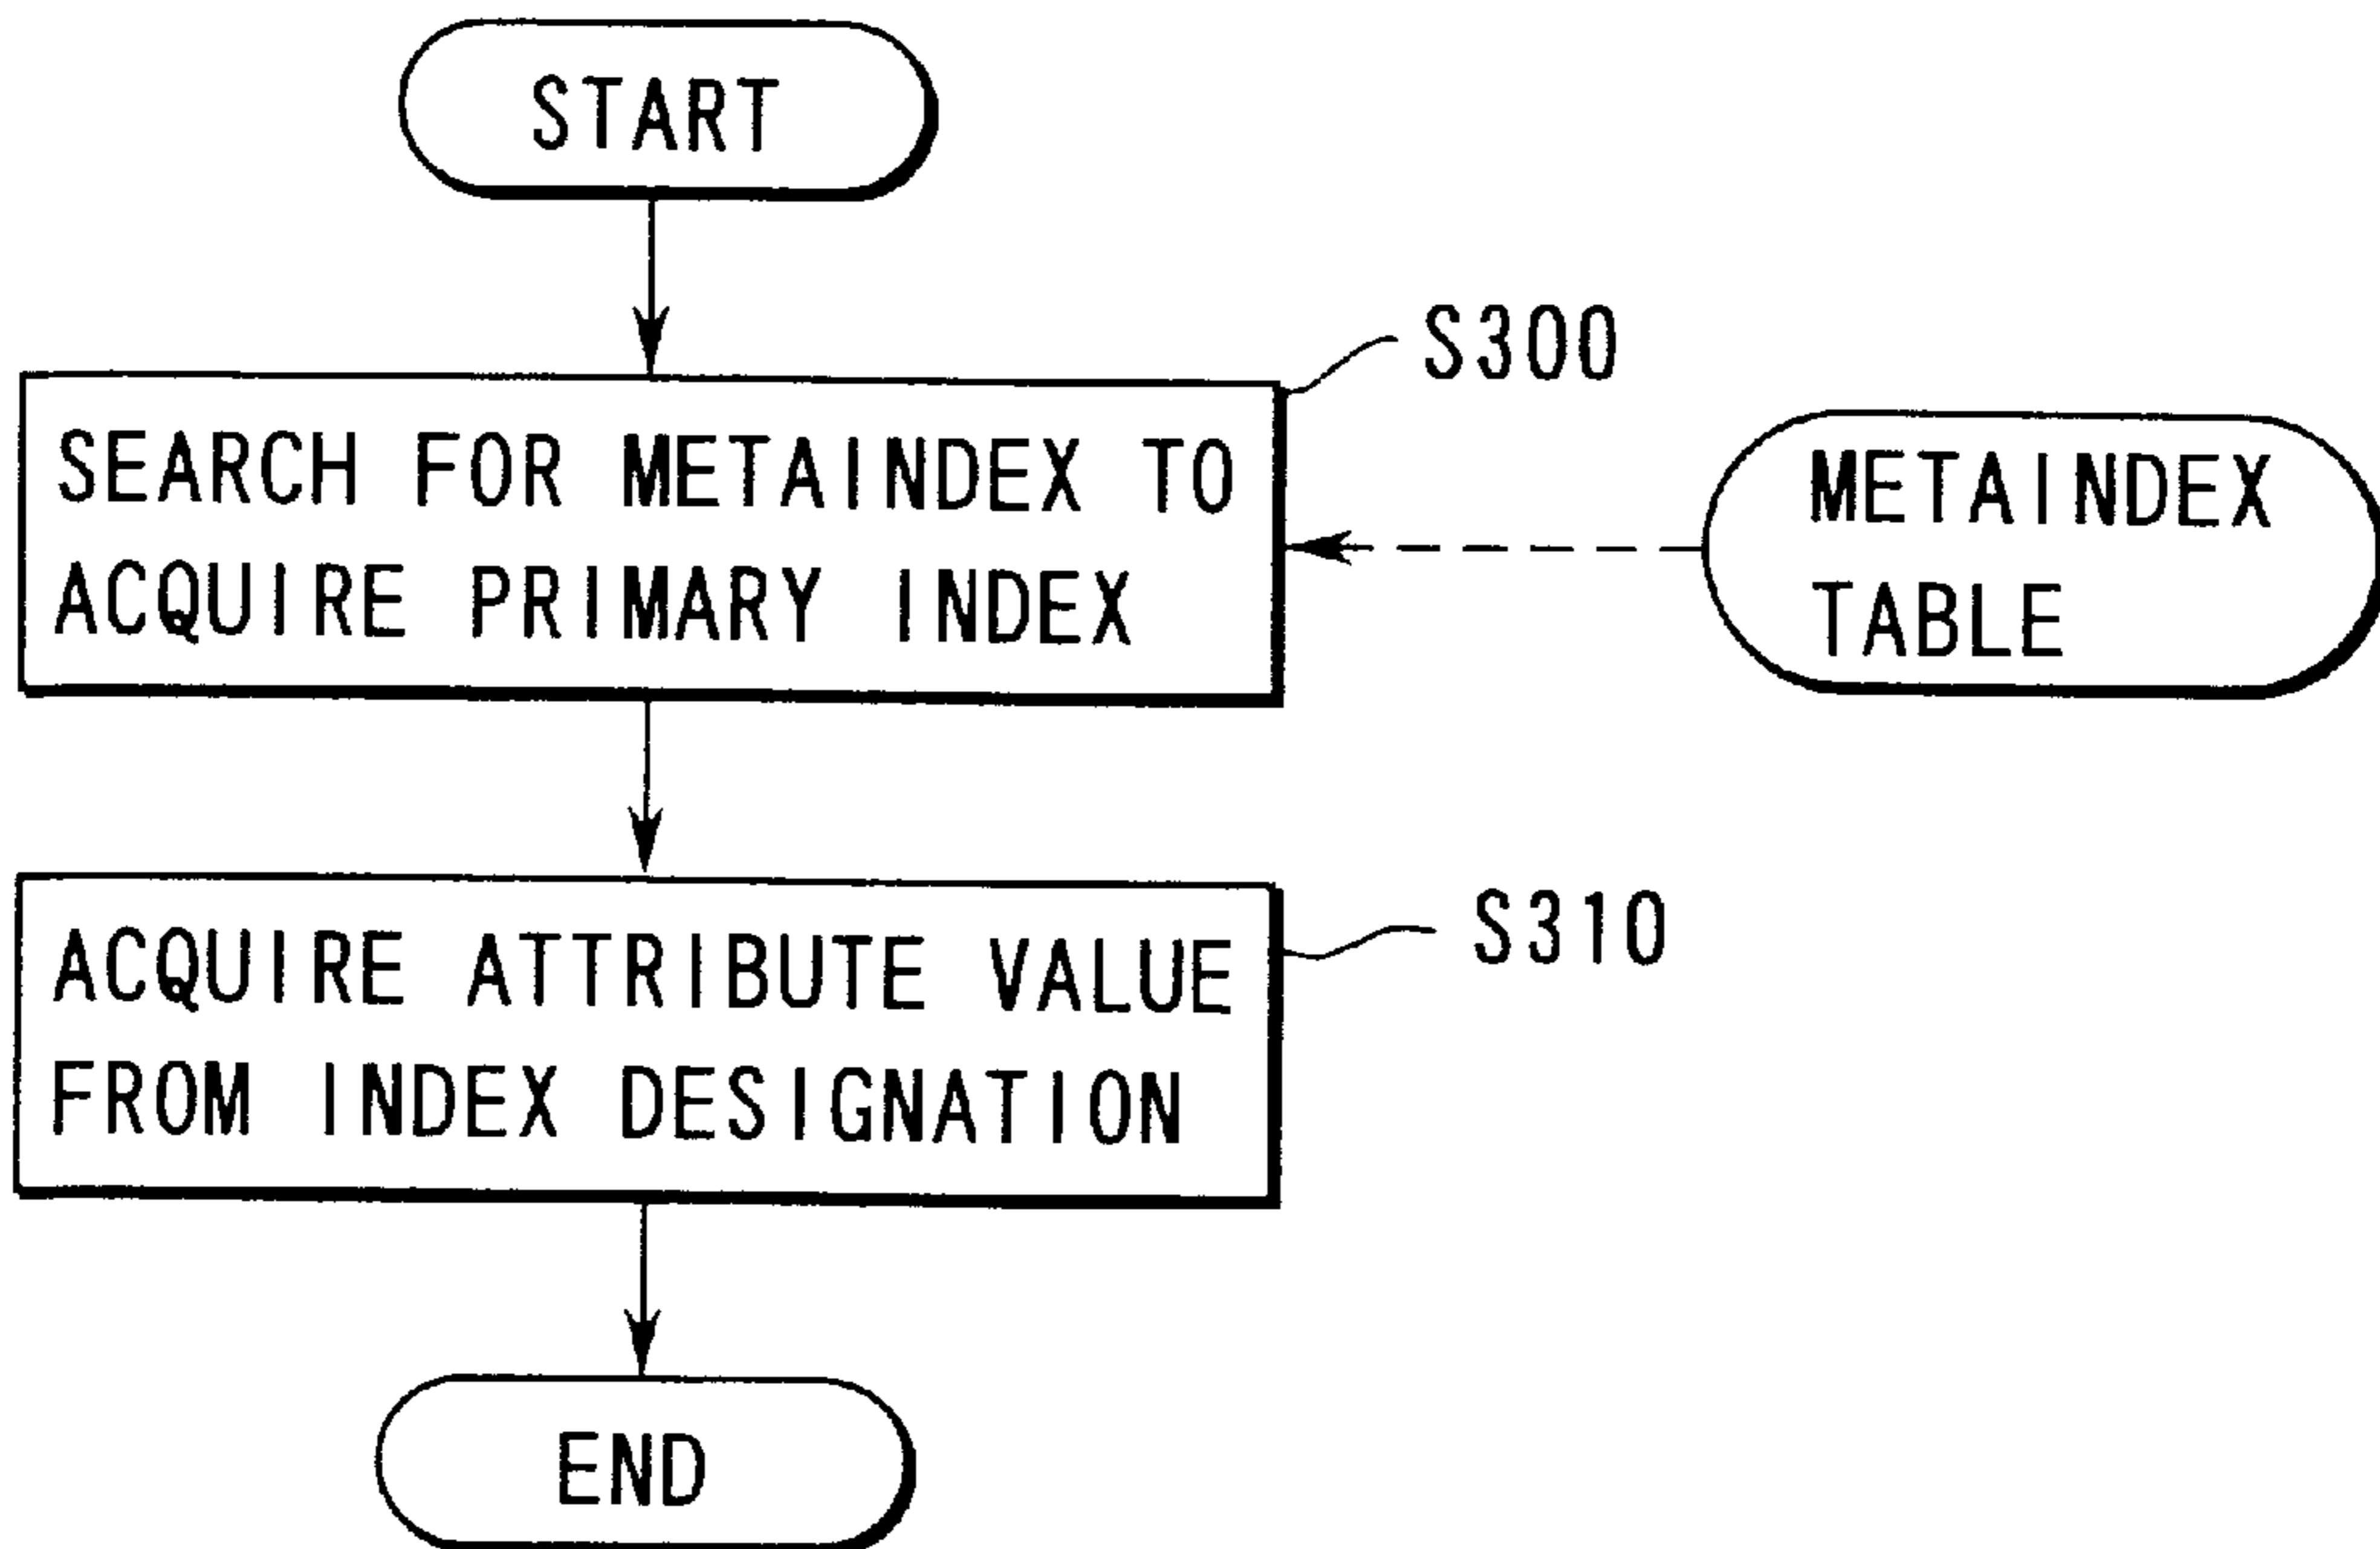 START
S300
SEARCH FOR METAINDEX TO
ACQUIRE PRIMARY INDEX
METAINDEX
TABLE
S310
ACQUIRE ATTRIBUTE VALUE
FROM INDEX DESIGNATION
END